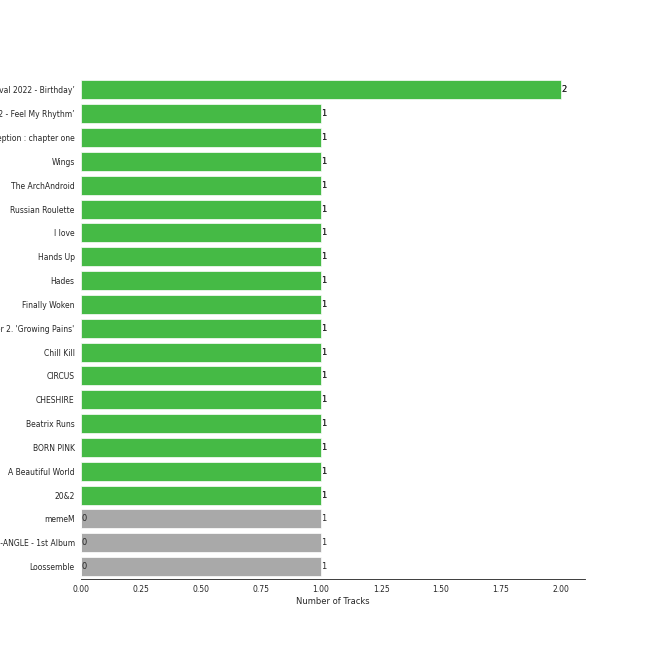 val 2022 - Birthday' 2
2 - Feel My Rhythm' 1
eption : chapter one 1
Wings 1
The ArchAndroid 1
Russian Roulette 1
I love 1
Hands Up 1
Hades 1
Finally Woken 1
r 2. 'Growing Pains' 1
Chill Kill 1
CIRCUS 1
CHESHIRE 1
Beatrix Runs 1
BORN PINK 1
A Beautiful World 1
20&2 1
memeM 0 1
-ANGLE - 1st Album 0 1
Loossemble 0 1
0.00 0.25 0.50 0.75 1.00 1.25 1.50 1.75 2.00
Number of Tracks